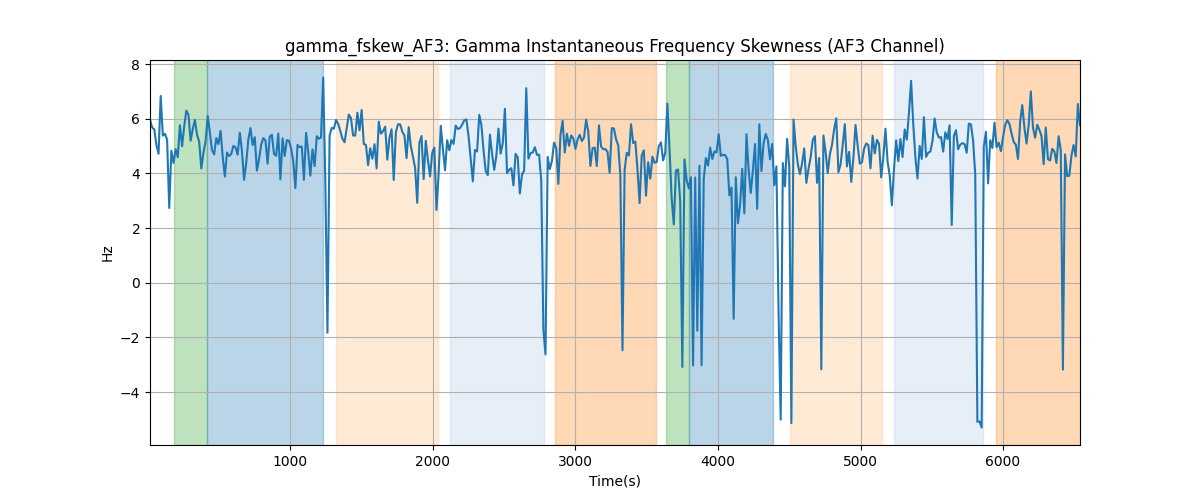 gamma_fskew_AF3: Gamma Instantaneous Frequency Skewness (AF3 Channel)
8
6
4
2
0
−2
−4
Hz
1000 2000 3000 4000 5000 6000
Time(s)